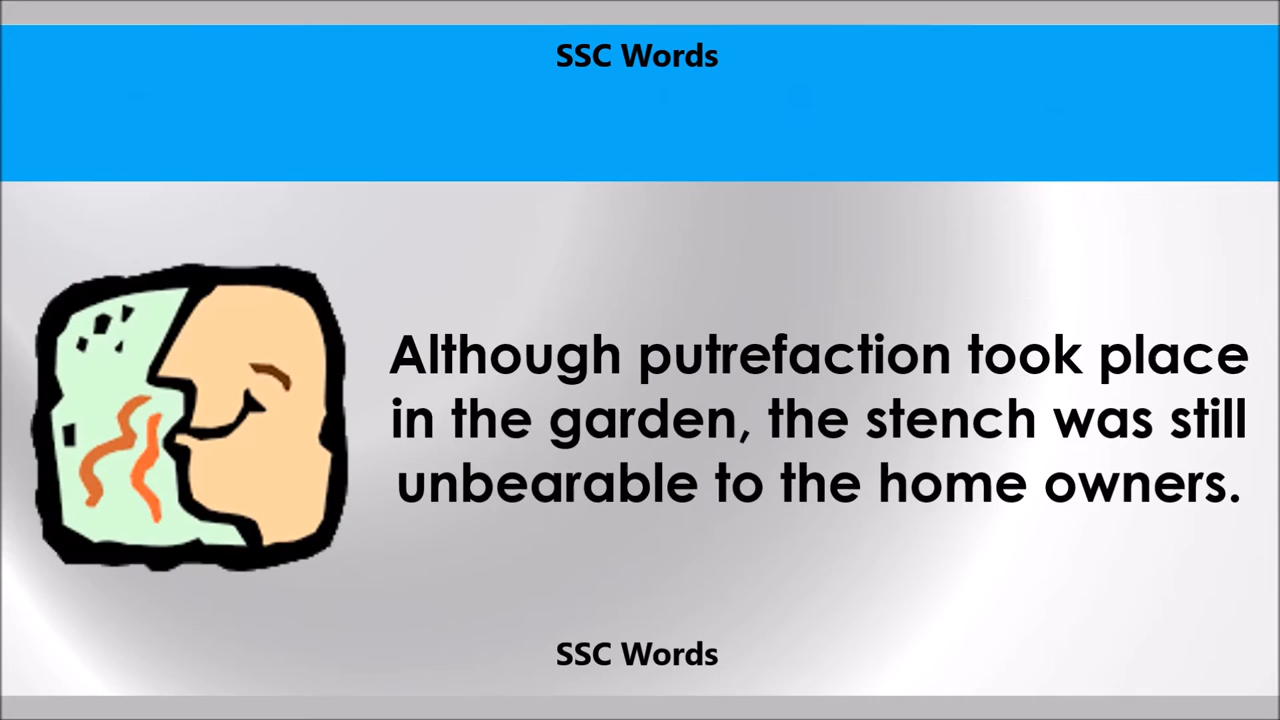 SSC Words
Although putrefaction took place
in the garden, the stench was still
unbearable to the home owners.
SSC Words